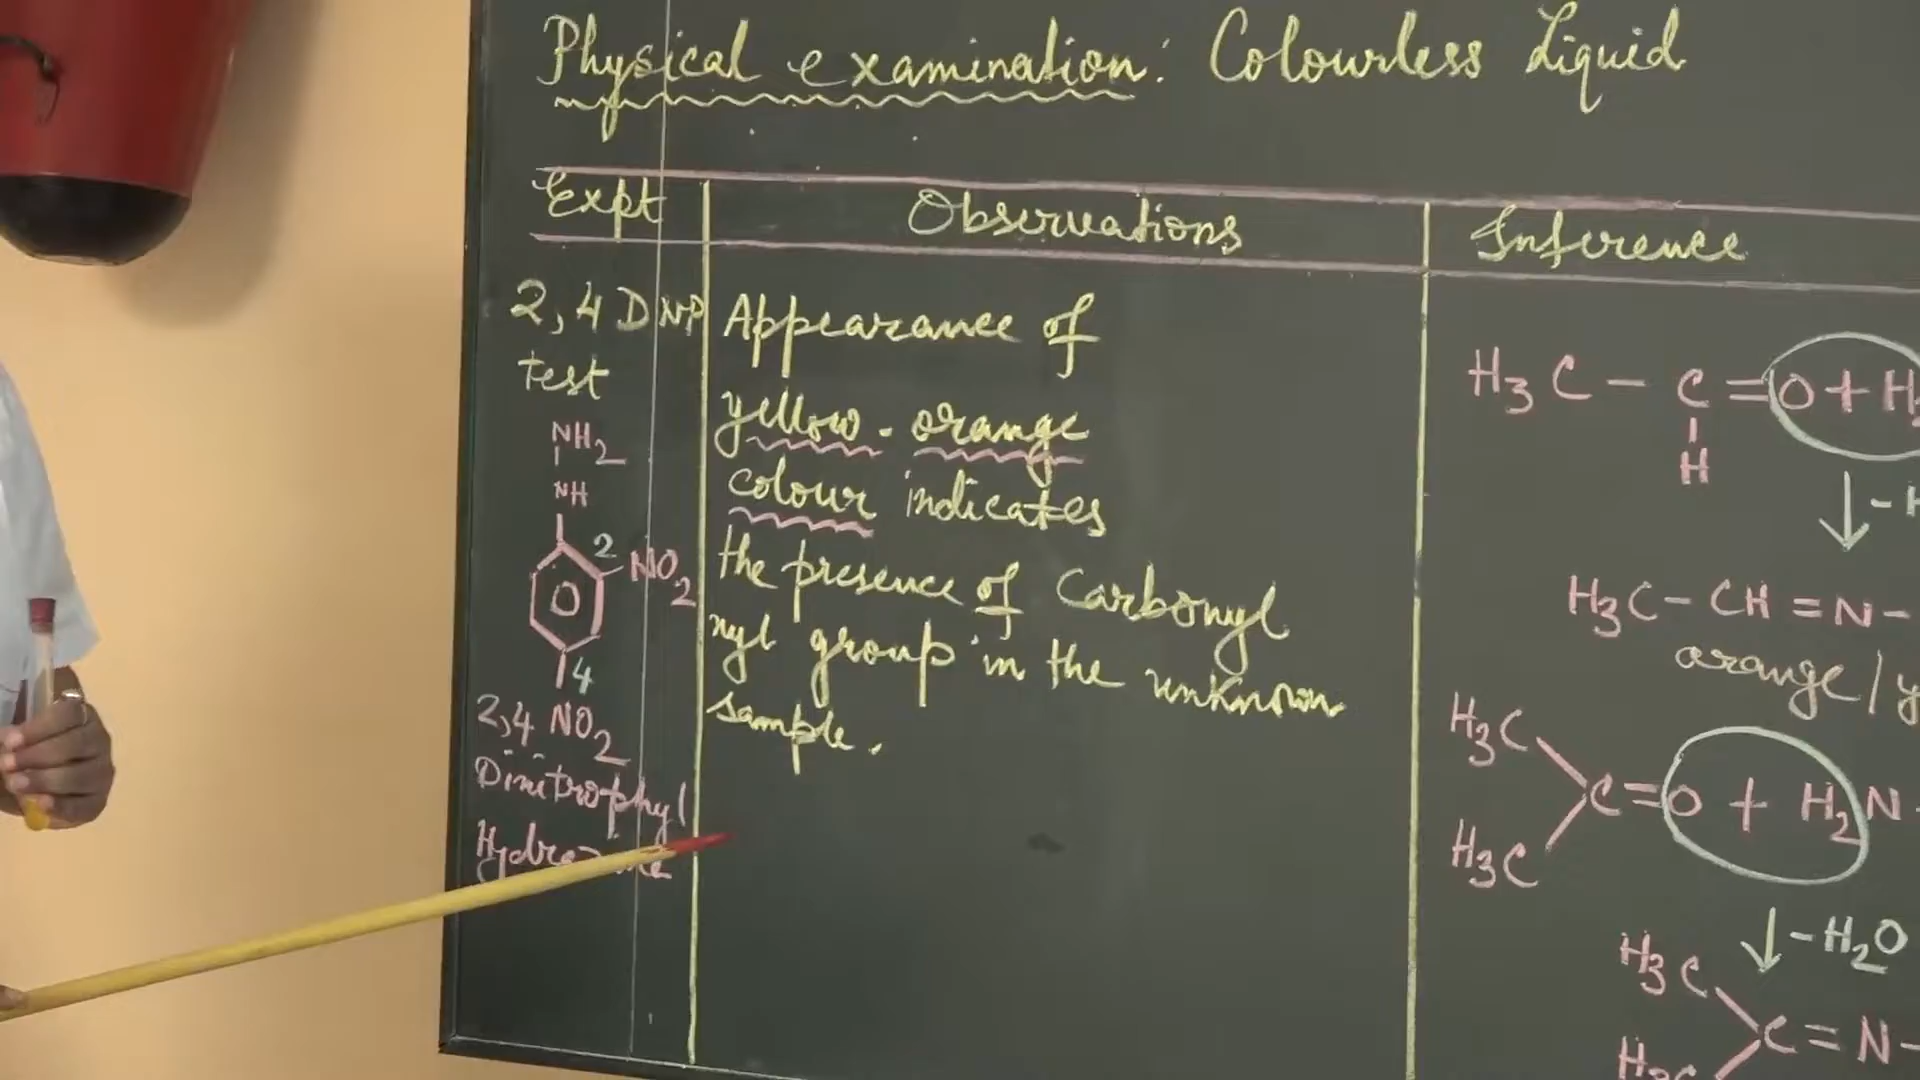 Physical examination: Colourless Liquid
Expt
Observations
Inference
2,4 DNP
test
NH2
NH
2
NO2
4
2,4 NO2
Dinitrophyl
Appearance of
yellow - orange
colour indicates
the presence of Carbonyl
nyl group in the unknown
sample.
H3C - C = O + H
H
↓ - H
H3C - CH = N -
orange /
H3C
C = O + H2N -
H3C
↓ - H2O
H3C
C = N -
H3C